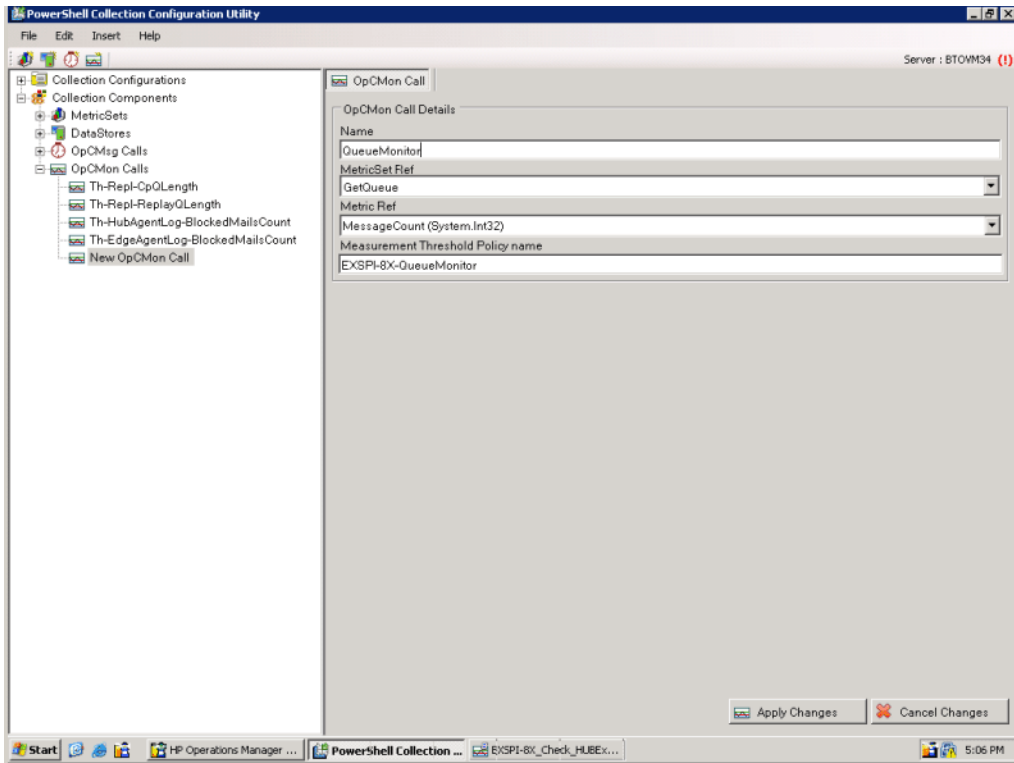 PowerShell Collection Configuration Utility
File Edit Insert Help
Server : BTOVM34 (!)
Collection Configurations
Collection Components
MetricSets
DataStores
OpCMsg Calls
OpCMon Calls
Th-Repl-CpQLength
Th-Repl-ReplayQLength
Th-HubAgentLog-BlockedMailsCount
Th-EdgeAgentLog-BlockedMailsCount
New OpCMon Call
OpCMon Call
OpCMon Call Details
Name
QueueMonitor
MetricSet Ref
GetQueue
Metric Ref
MessageCount (System.Int32)
Measurement Threshold Policy name
EXSPI-8X-QueueMonitor
Apply Changes Cancel Changes
Start HP Operations Manager ... PowerShell Collection ... EXSPI-8X_Check_HUBEx... 5:06 PM